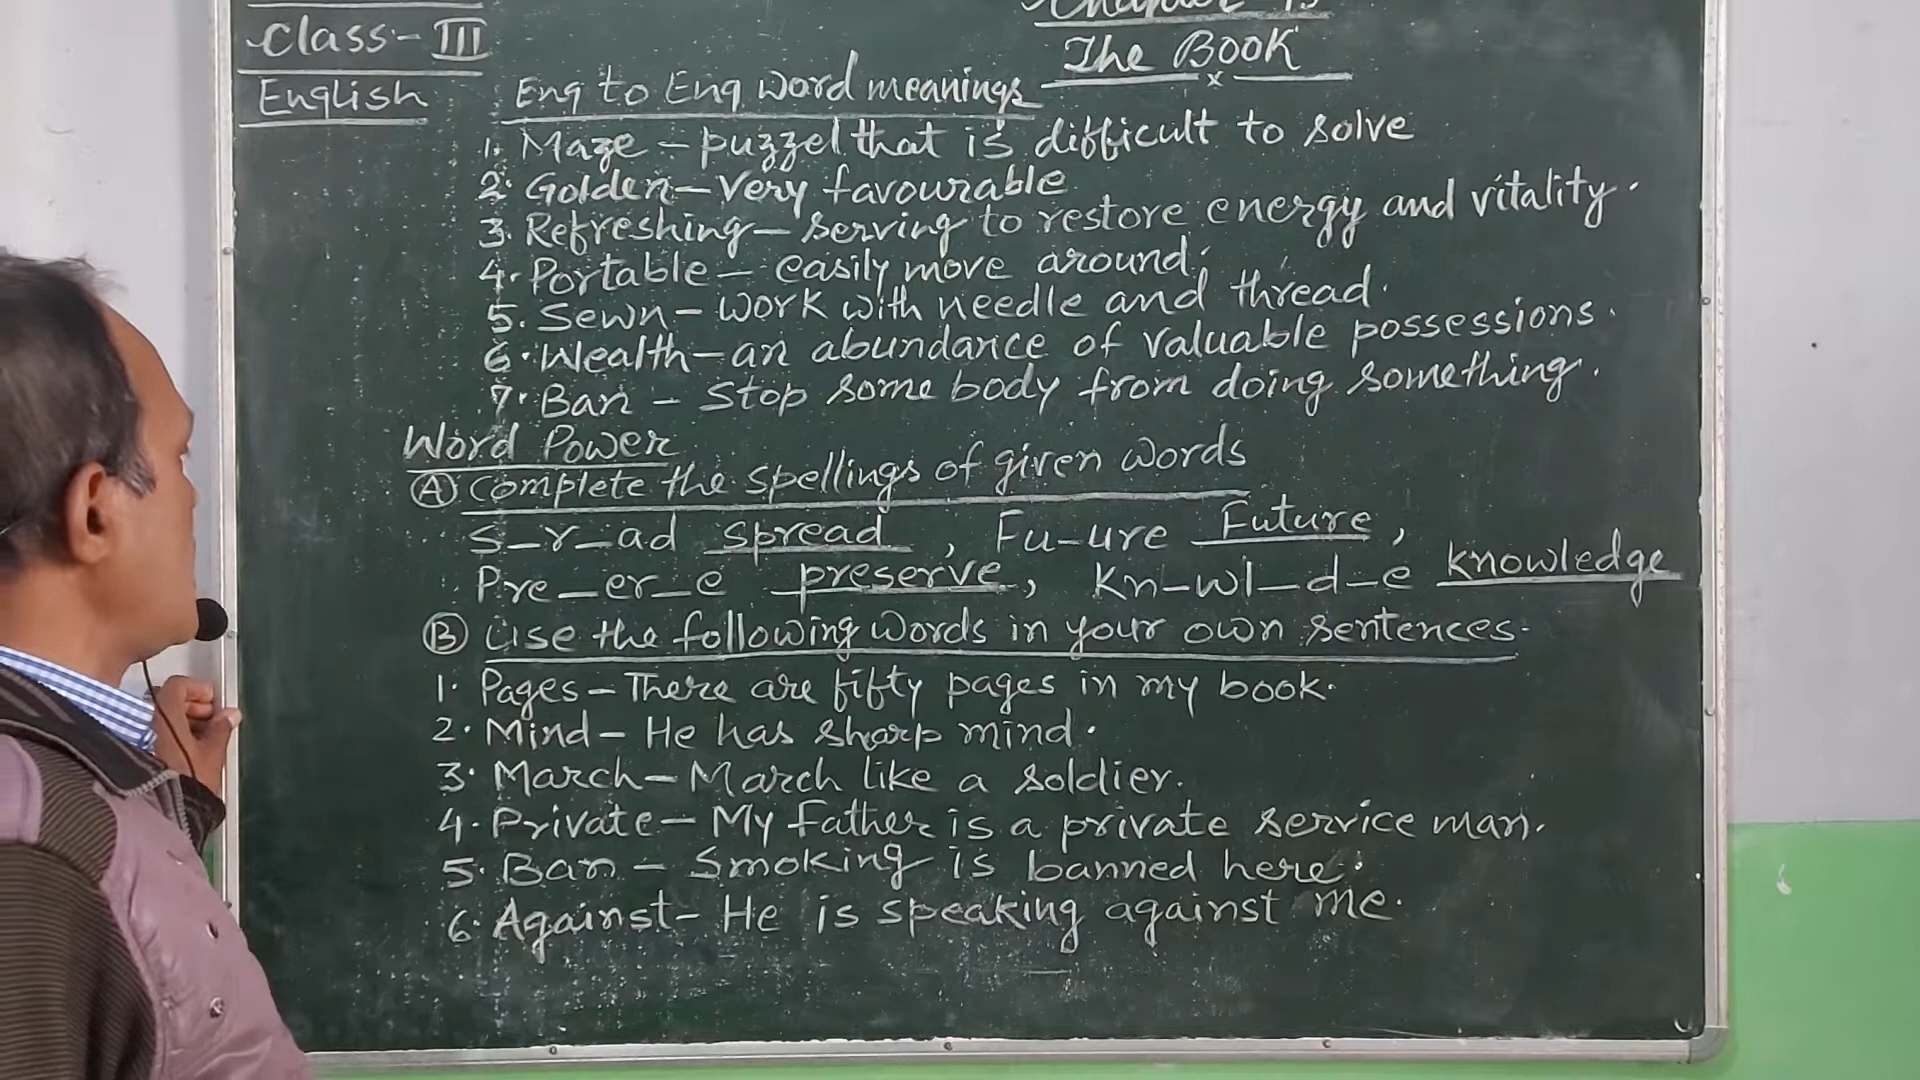 Class - III
English
The Book
Eng to Eng Word meanings
1. Maze - puzzel that is difficult to solve
2. Golden - Very favourable
3. Refreshing - serving to restore energy and vitality.
4. Portable - easily move around.
5. Sewn - work with needle and thread.
6. Wealth - an abundance of valuable possessions.
7. Ban - Stop some body from doing something.
Word Power
(A) Complete the spellings of given words
S_r_ad spread, Fu_ure Future,
Pre_er_e preserve, Kn_wl_d_e knowledge
(B) Use the following words in your own sentences.
1. Pages - There are fifty pages in my book.
2. Mind - He has sharp mind.
3. March - March like a soldier.
4. Private - My Father is a private service man.
5. Ban - Smoking is banned here.
6. Against - He is speaking against me.